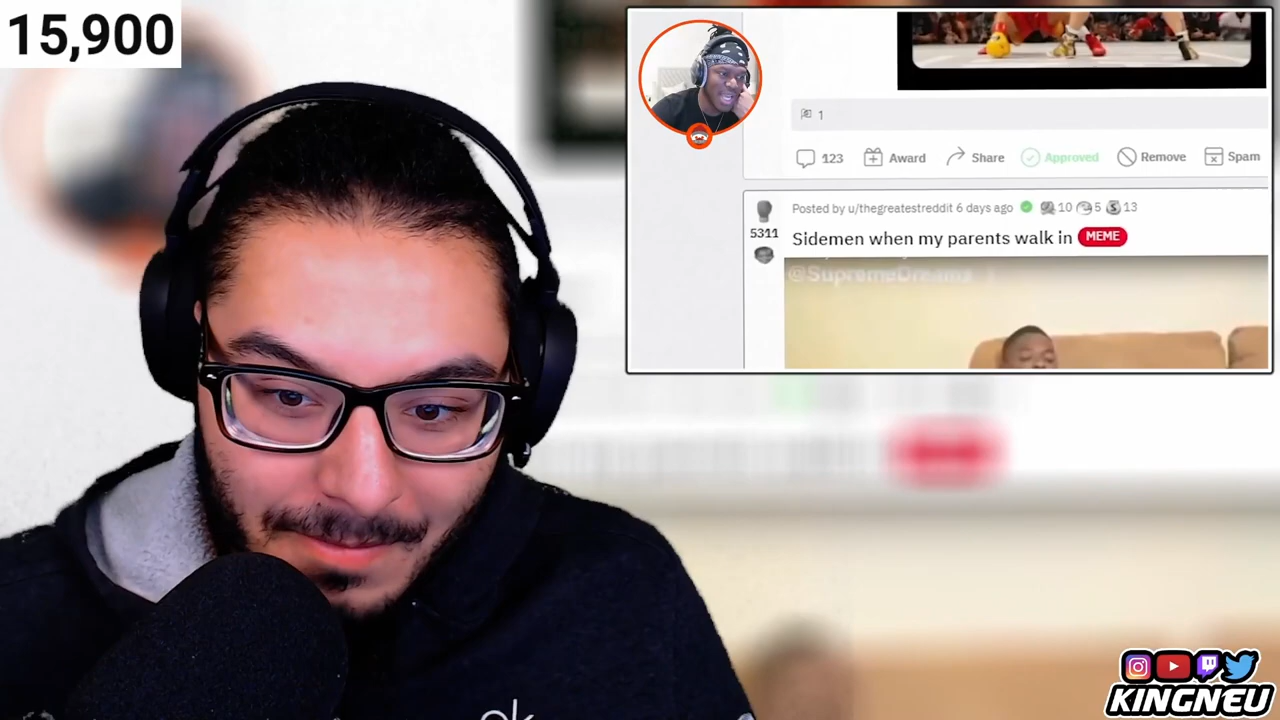 15,900
1
123 Award Share Approved Remove Spam
Posted by u/thegreatestreddit 6 days ago 10 5 13
5311
Sidemen when my parents walk in MEME
@SupremeDreams
KINGNEU